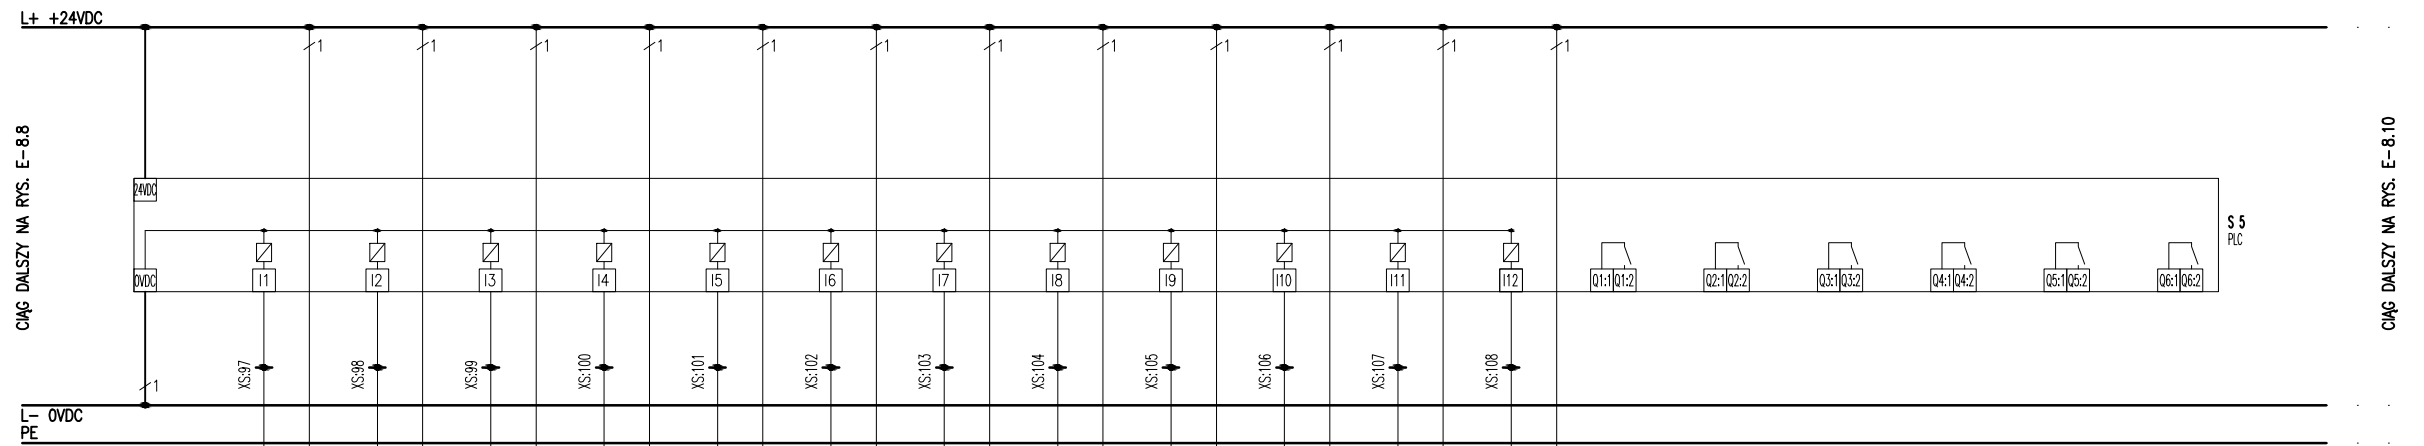 L+ +24VDC
1 1 1 1 1 1 1 1 1 1 1 1
CIĄG DALSZY NA RYS. E-8.8
CIĄG DALSZY NA RYS. E-8.10
24VDC
S 5
PLC
0VDC I1 I2 I3 I4 I5 I6 I7 I8 I9 I10 I11 I12 Q1:1 Q1:2 Q2:1 Q2:2 Q3:1 Q3:2 Q4:1 Q4:2 Q5:1 Q5:2 Q6:1 Q6:2
XS:97 XS:98 XS:99 XS:100 XS:101 XS:102 XS:103 XS:104 XS:105 XS:106 XS:107 XS:108
1
L- 0VDC
PE